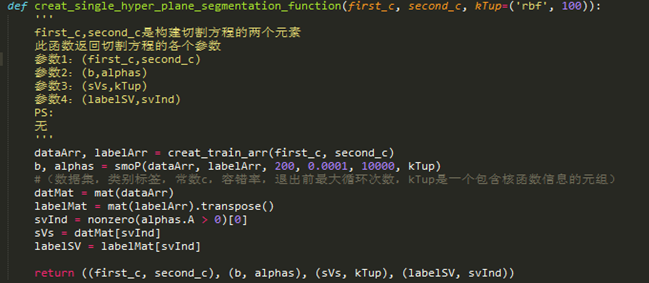 def creat_single_hyper_plane_segmentation_function(first_c, second_c, kTup=('rbf', 100)):
'''
first_c,second_c是构建切割方程的两个元素
此函数返回切割方程的各个参数
参数1：(first_c,second_c)
参数2：(b,alphas)
参数3：(sVs,kTup)
参数4：(labelSV,svInd)
PS:
无
'''
dataArr, labelArr = creat_train_arr(first_c, second_c)
b, alphas = smoP(dataArr, labelArr, 200, 0.0001, 10000, kTup)
#（数据集，类别标签，常数c，容错率，退出前最大循环次数，kTup是一个包含核函数信息的元组）
datMat = mat(dataArr)
labelMat = mat(labelArr).transpose()
svInd = nonzero(alphas.A > 0)[0]
sVs = datMat[svInd]
labelSV = labelMat[svInd]
return ((first_c, second_c), (b, alphas), (sVs, kTup), (labelSV, svInd))